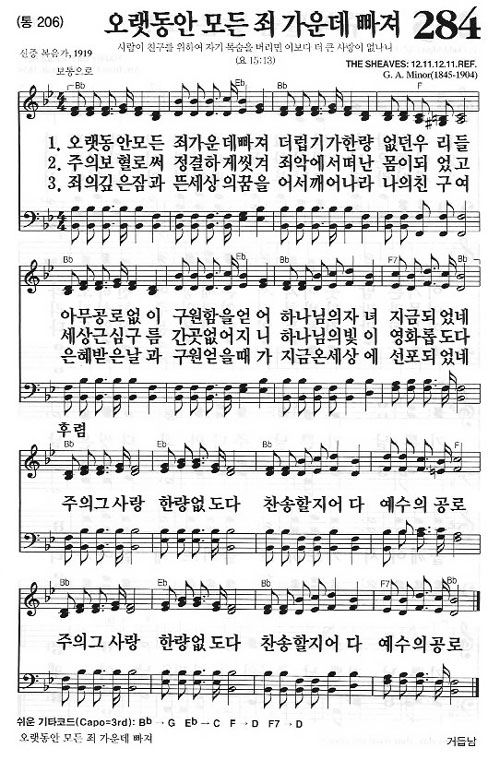 (통 206)
오랫동안 모든 죄 가운데 빠져 284
사람이 친구를 위하여 자기 목숨을 버리면 이보다 더 큰 사랑이 없나니
(요 15:13)
신증 복음가, 1919
THE SHEAVES: 12.11.12.11.REF.
G. A. Minor(1845-1904)
보통으로
Bb Eb Bb F
1. 오랫동안모든 죄가운데빠져 더럽기가한량 없던우 리들
2. 주의보혈로써 정결하게씻겨 죄악에서떠난 몸이되 었고
3. 죄의깊은잠과 뜬세상의꿈을 어서깨어나라 나의친 구여
Bb Eb Bb F7 Bb
아무공로없이 구원함을얻어 하나님의자녀 지금되었네
세상근심구름 간곳없어지니 하나님의빛이 영화롭도다
은혜받은날과 구원얻을때가 지금온세상에 선포되었네
후렴
Bb Eb Bb F
주의그사랑 한량없도다 찬송할지어다 예수의공로
Bb Eb Bb F7 Bb
주의그사랑 한량없도다 찬송할지어다 예수의공로
쉬운 기타코드(Capo=3rd): Bb → G Eb → C F → D F7 → D
오랫동안 모든 죄 가운데 빠져
거듭남